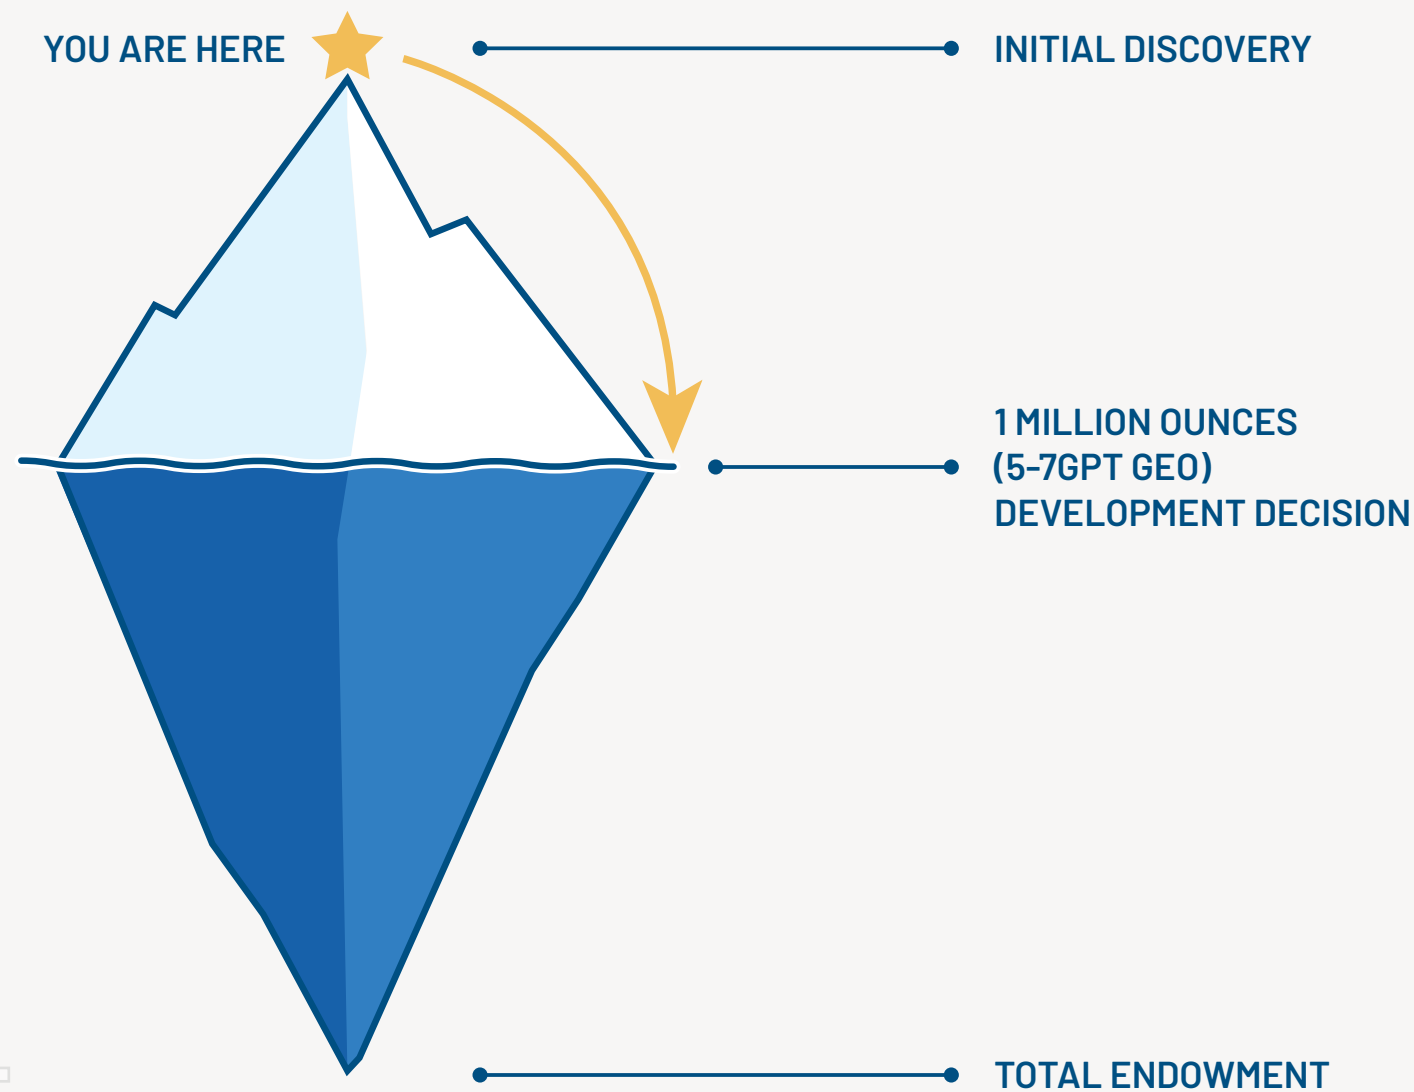 YOU ARE HERE
INITIAL DISCOVERY
1 MILLION OUNCES
(5-7GPT GEO)
DEVELOPMENT DECISION
TOTAL ENDOWMENT